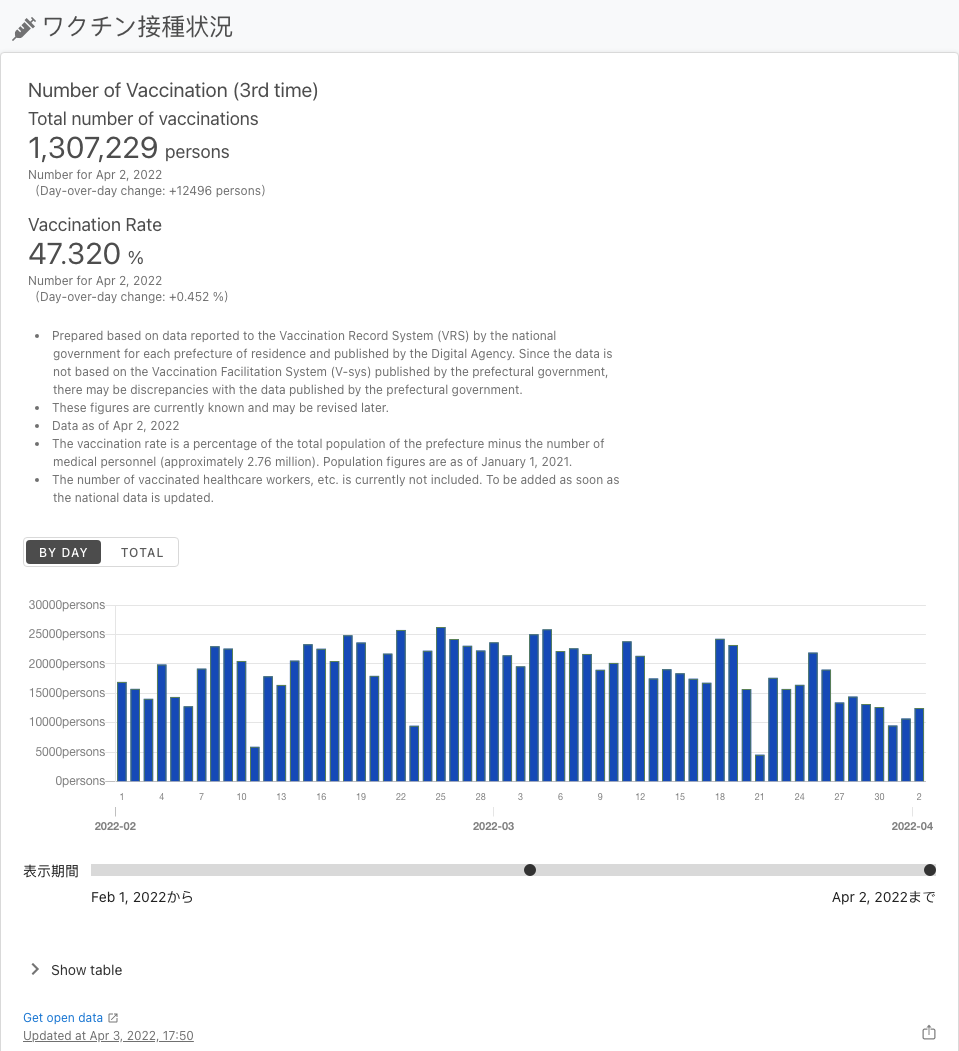 ワクチン接種状況
Number of Vaccination (3rd time)
Total number of vaccinations
1,307,229 persons
Number for Apr 2, 2022
(Day-over-day change: +12496 persons)
Vaccination Rate
47.320 %
Number for Apr 2, 2022
(Day-over-day change: +0.452 %)
• Prepared based on data reported to the Vaccination Record System (VRS) by the national
government for each prefecture of residence and published by the Digital Agency. Since the data is
not based on the Vaccination Facilitation System (V-sys) published by the prefectural government,
there may be discrepancies with the data published by the prefectural government.
• These figures are currently known and may be revised later.
• Data as of Apr 2, 2022
• The vaccination rate is a percentage of the total population of the prefecture minus the number of
medical personnel (approximately 2.76 million). Population figures are as of January 1, 2021.
• The number of vaccinated healthcare workers, etc. is currently not included. To be added as soon as
the national data is updated.
BY DAY TOTAL
30000persons
25000persons
20000persons
15000persons
10000persons
5000persons
0persons
1 4 7 10 13 16 19 22 25 28 3 6 9 12 15 18 21 24 27 30 2
2022-02 2022-03 2022-04
表示期間
Feb 1, 2022から Apr 2, 2022まで
Show table
Get open data
Updated at Apr 3, 2022, 17:50